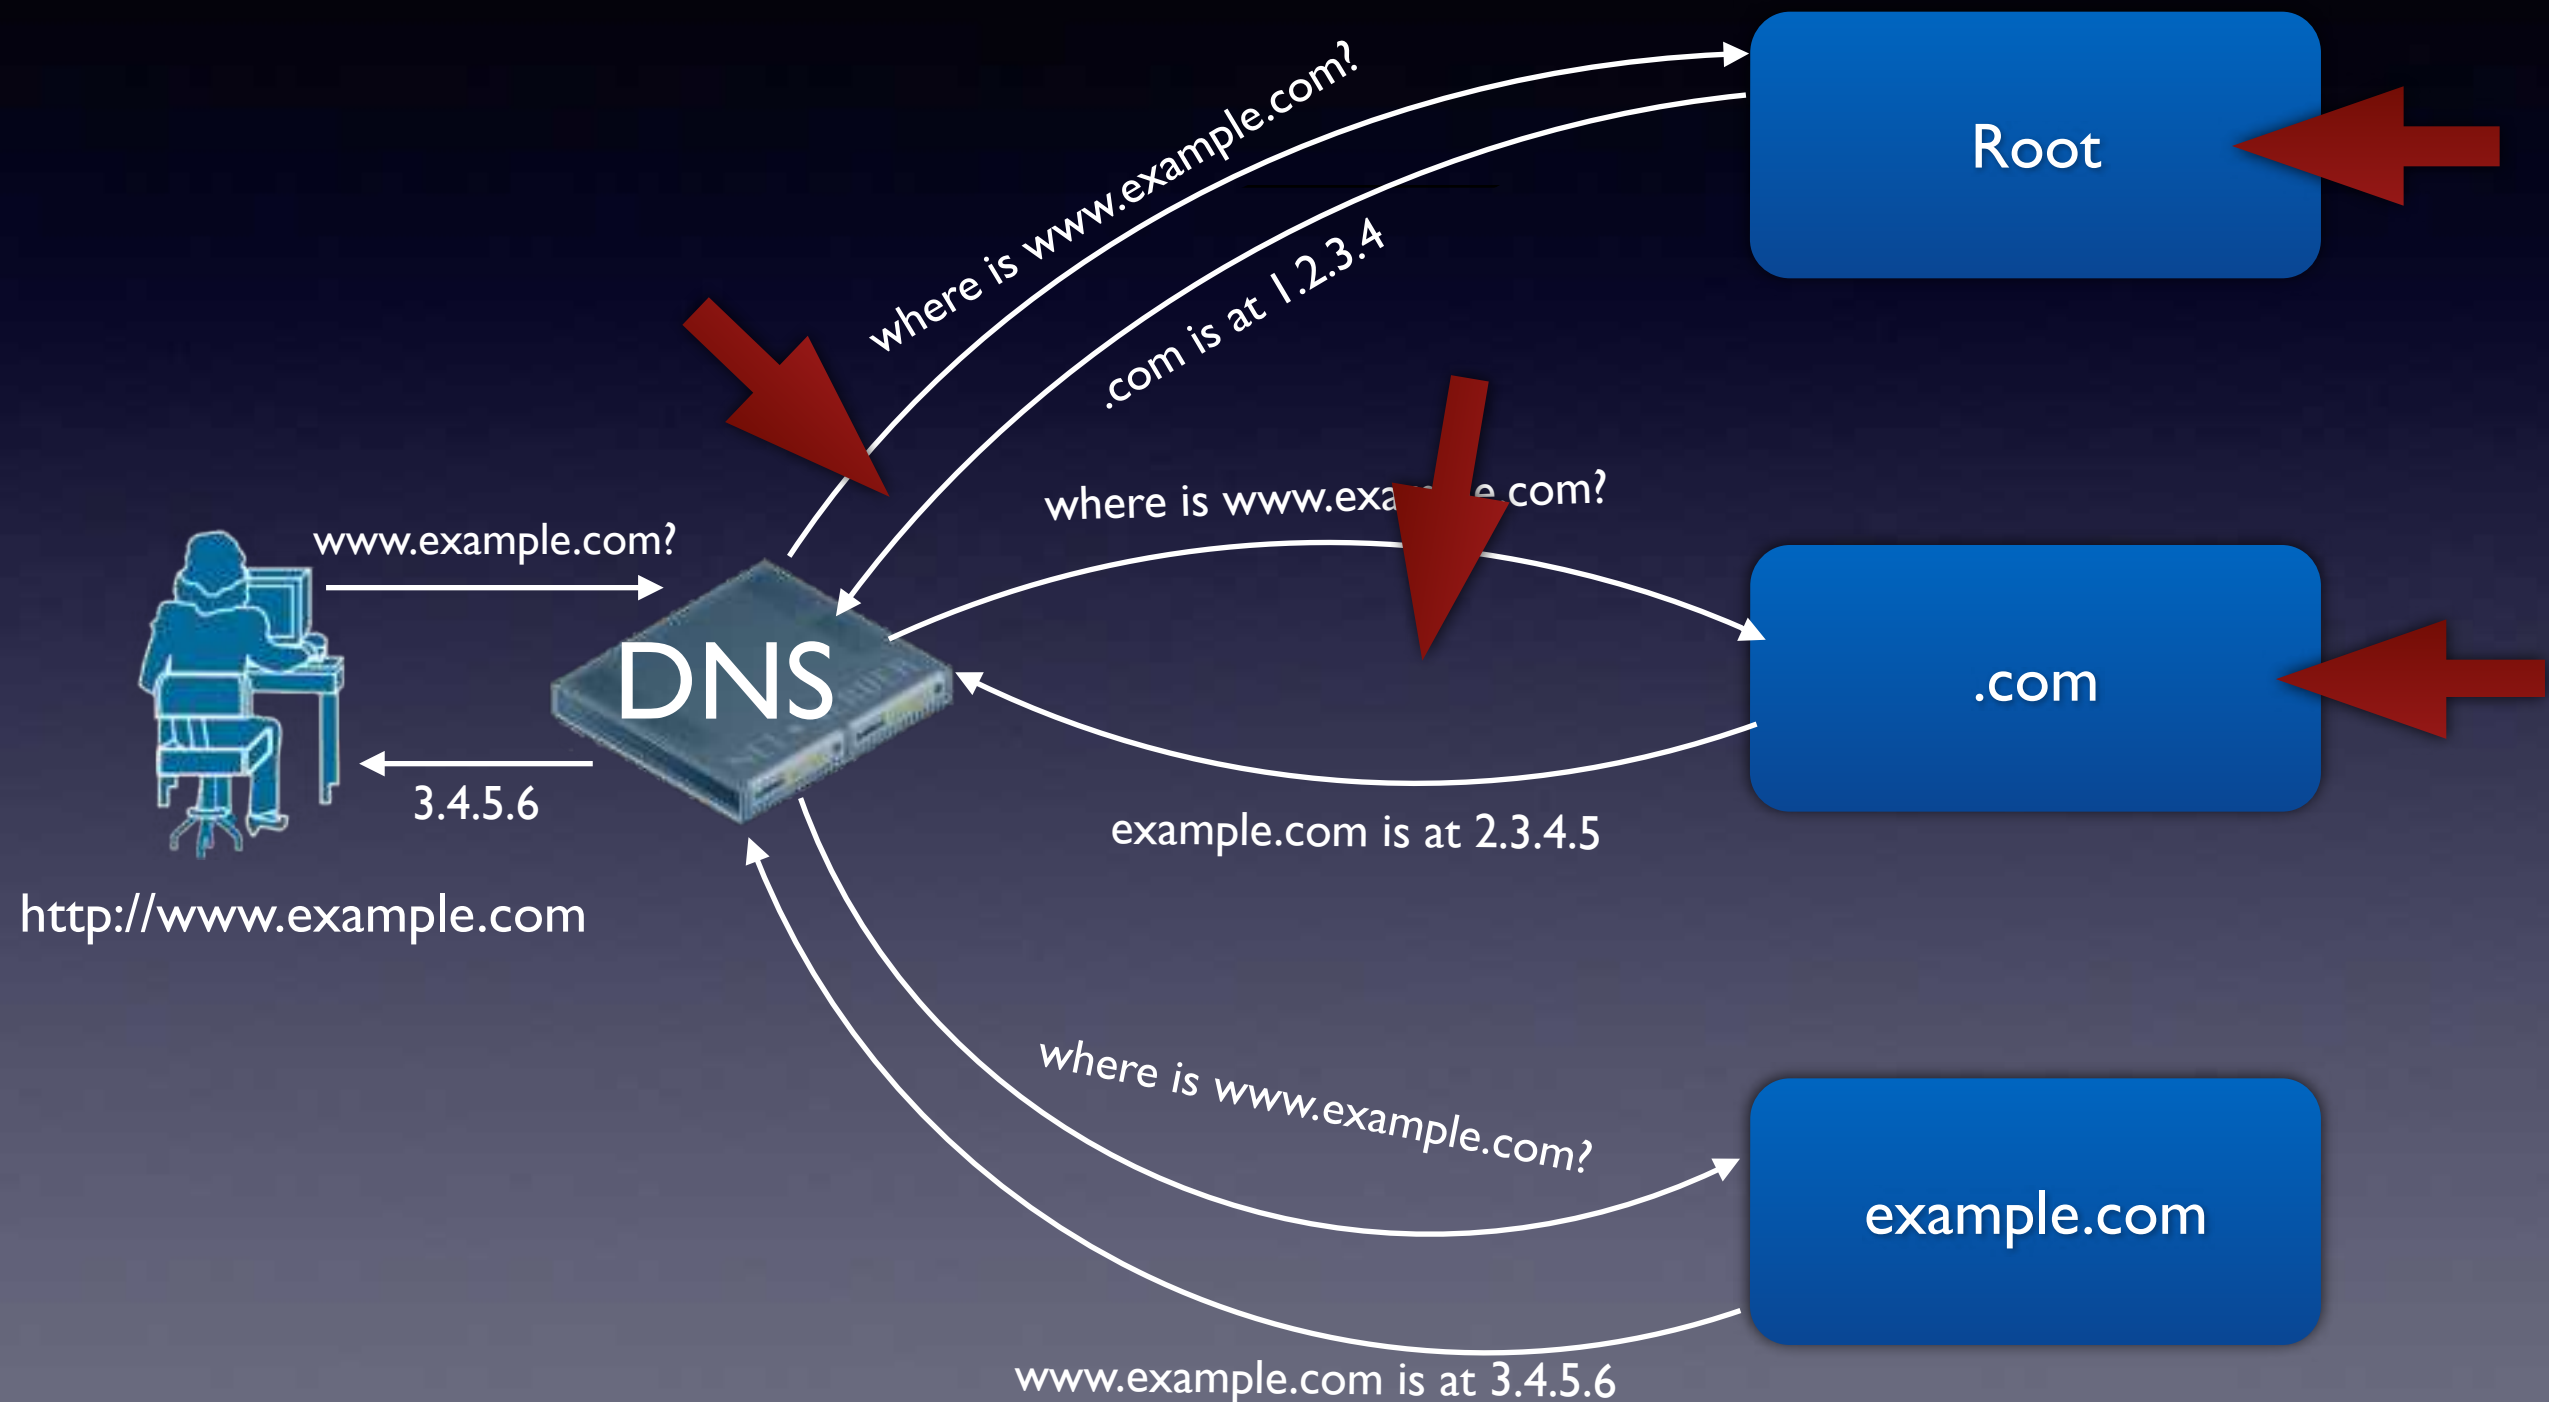 where is www.example.com?
Root
.com is at 1.2.3.4
where is www.exa e.com?
www.example.com?
DNS
.com
3.4.5.6
example.com is at 2.3.4.5
http://www.example.com
where is www.example.com?
example.com
www.example.com is at 3.4.5.6